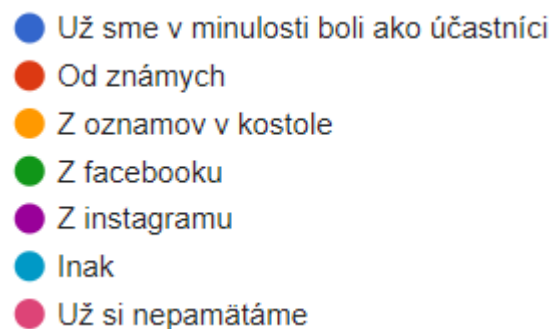 Už sme v minulosti boli ako účastníci
Od známych
Z oznamov v kostole
Z facebooku
Z instagramu
Inak
Už si nepamätáme